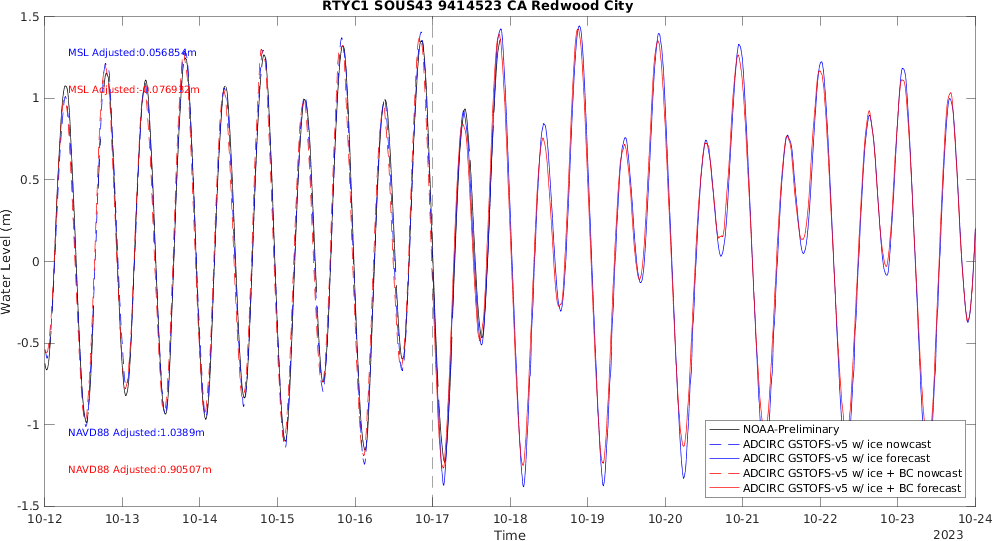 RTYC1 SOUS43 9414523 CA Redwood City
1.5
1
0.5
0
-0.5
-1
-1.5
Water Level (m)
MSL Adjusted:0.056854m
MSL Adjusted:-0.076932m
NAVD88 Adjusted:1.0389m
NAVD88 Adjusted:0.90507m
NOAA-Preliminary
ADCIRC GSTOFS-v5 w/ ice nowcast
ADCIRC GSTOFS-v5 w/ ice forecast
ADCIRC GSTOFS-v5 w/ ice + BC nowcast
ADCIRC GSTOFS-v5 w/ ice + BC forecast
10-12 10-13 10-14 10-15 10-16 10-17 10-18 10-19 10-20 10-21 10-22 10-23 10-24
Time
2023